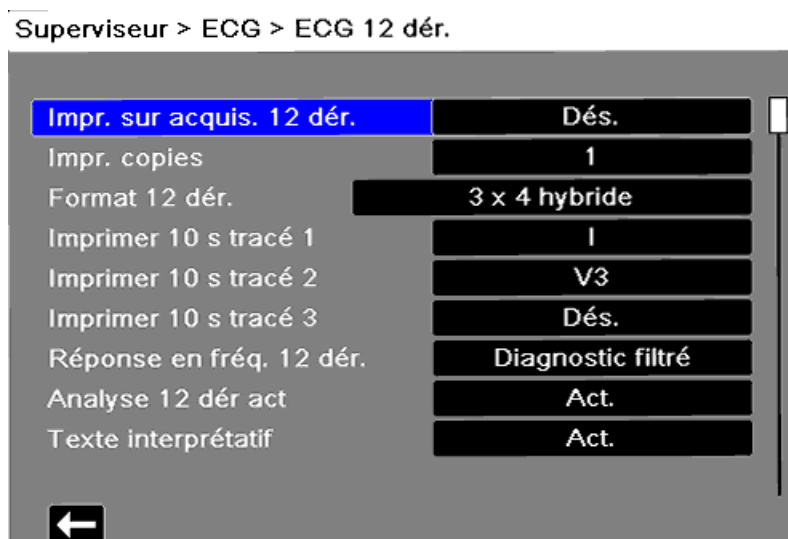 Superviseur > ECG > ECG 12 dér.
Impr. sur acquis. 12 dér. Dés.
Impr. copies 1
Format 12 dér. 3 x 4 hybride
Imprimer 10 s tracé 1 I
Imprimer 10 s tracé 2 V3
Imprimer 10 s tracé 3 Dés.
Réponse en fréq. 12 dér. Diagnostic filtré
Analyse 12 dér act Act.
Texte interprétatif Act.